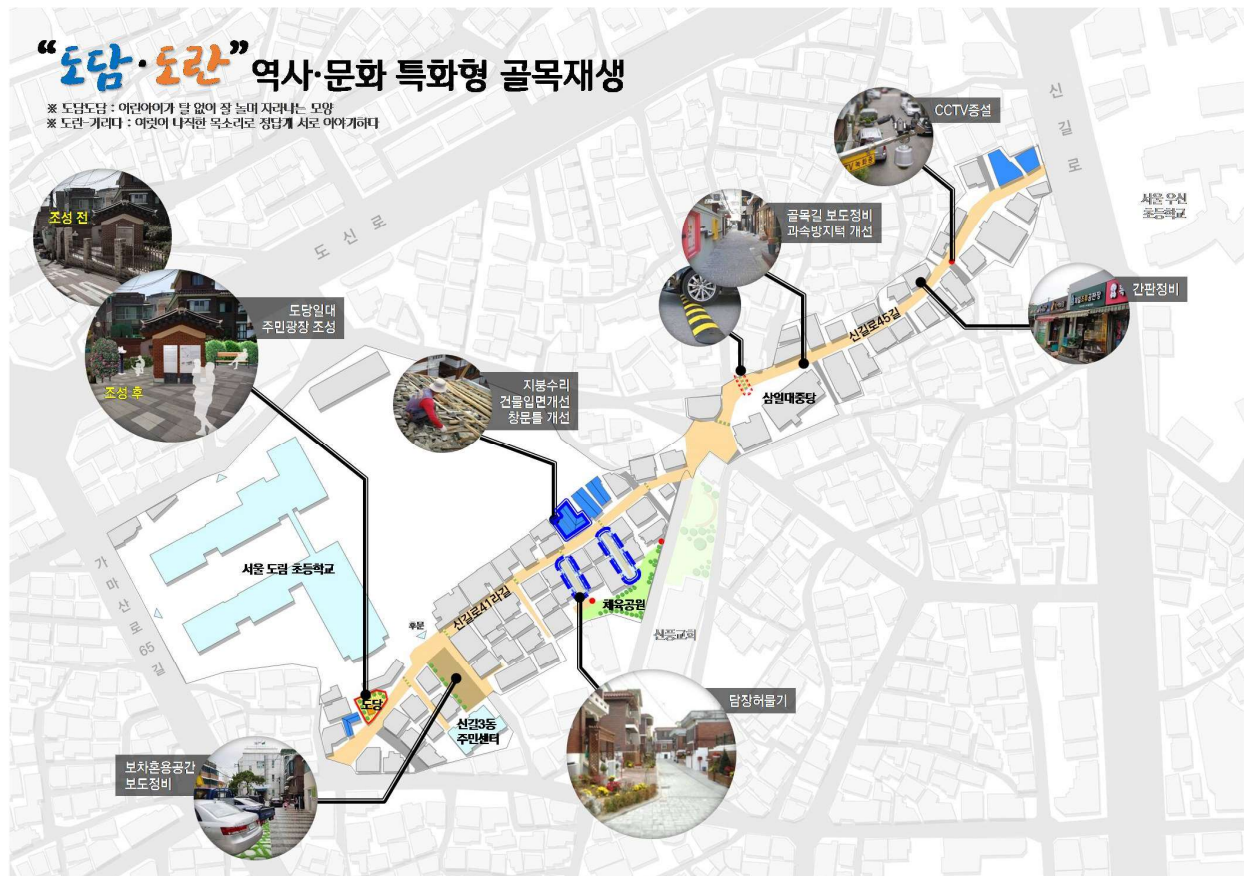 “도담·도란” 역사·문화 특화형 골목재생
※ 도담도담 : 어린아이가 탈 없이 잘 놀며 자라나는 모양
※ 도란-거리다 : 여럿이 나직한 목소리로 정답게 서로 이야기하다
신길로
CCTV증설
서울 우신
초등학교
조성 전
도신로
골목길 보도정비
과속방지턱 개선
간판정비
도당일대
주민광장 조성
신길로45길
조성 후
지붕수리
건물입면개선
창문틀 개선
삼일대중당
가마산로 65길
서울 도림 초등학교
신길로41라길
체육공원
후문
신풍교회
도당
담장허물기
신길3동
주민센터
보차혼용공간
보도정비